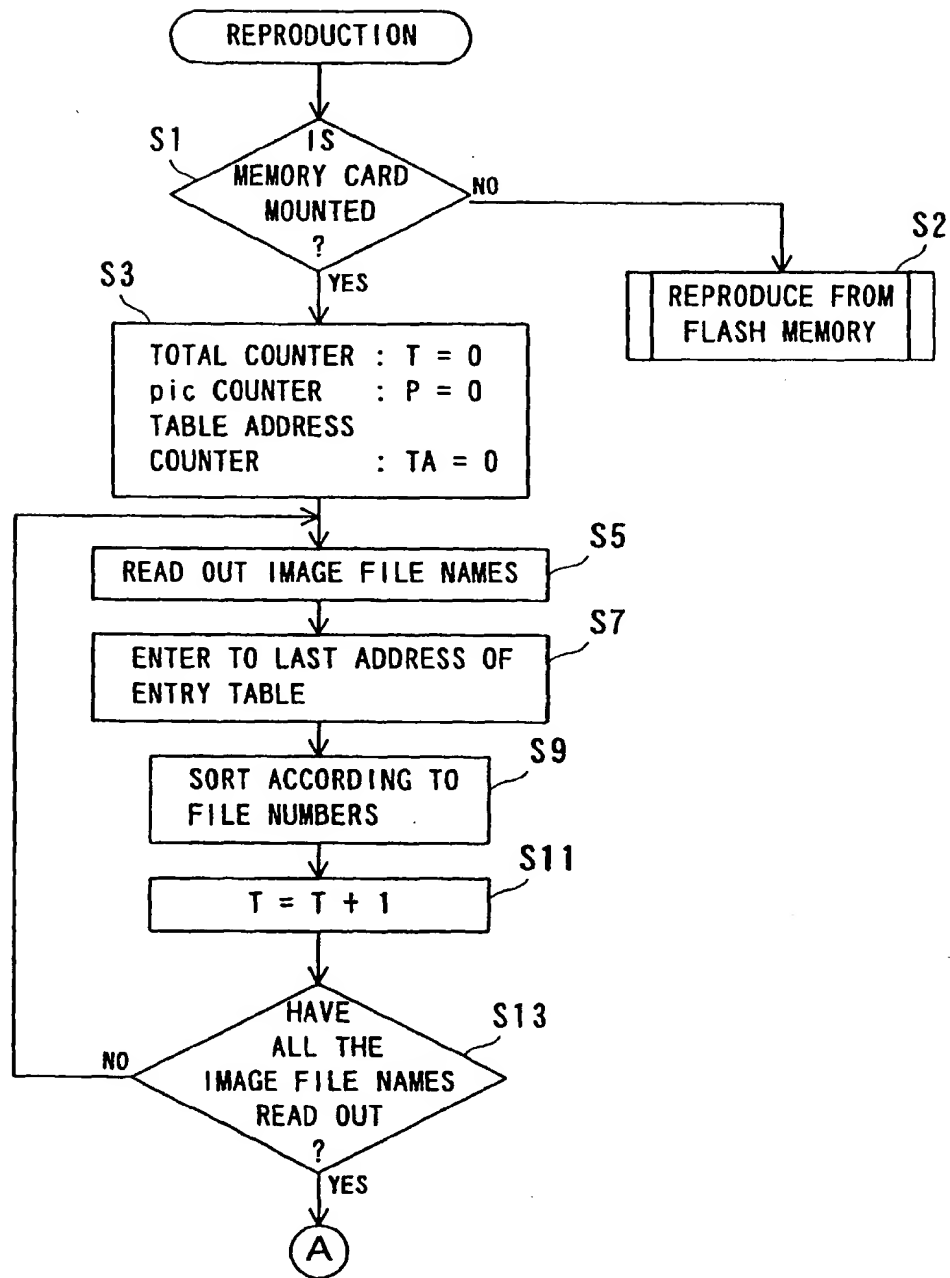 REPRODUCTION
S1
IS
MEMORY CARD
MOUNTED
?
NO
YES
S2
REPRODUCE FROM
FLASH MEMORY
S3
TOTAL COUNTER : T = 0
pic COUNTER : P = 0
TABLE ADDRESS
COUNTER : TA = 0
S5
READ OUT IMAGE FILE NAMES
S7
ENTER TO LAST ADDRESS OF
ENTRY TABLE
S9
SORT ACCORDING TO
FILE NUMBERS
S11
T = T + 1
S13
HAVE
ALL THE
IMAGE FILE NAMES
READ OUT
?
NO
YES
A